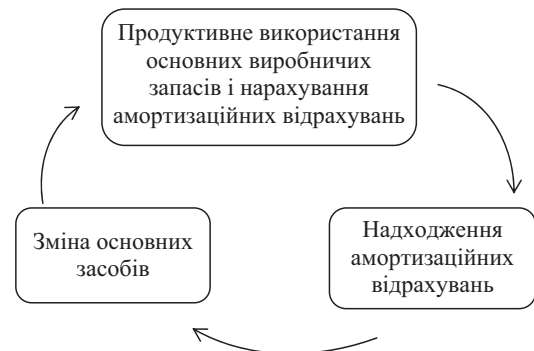 Продуктивне використання
основних виробничих
запасів і нарахування
амортизаційних відрахувань
Надходження
амортизаційних
відрахувань
Зміна основних
засобів